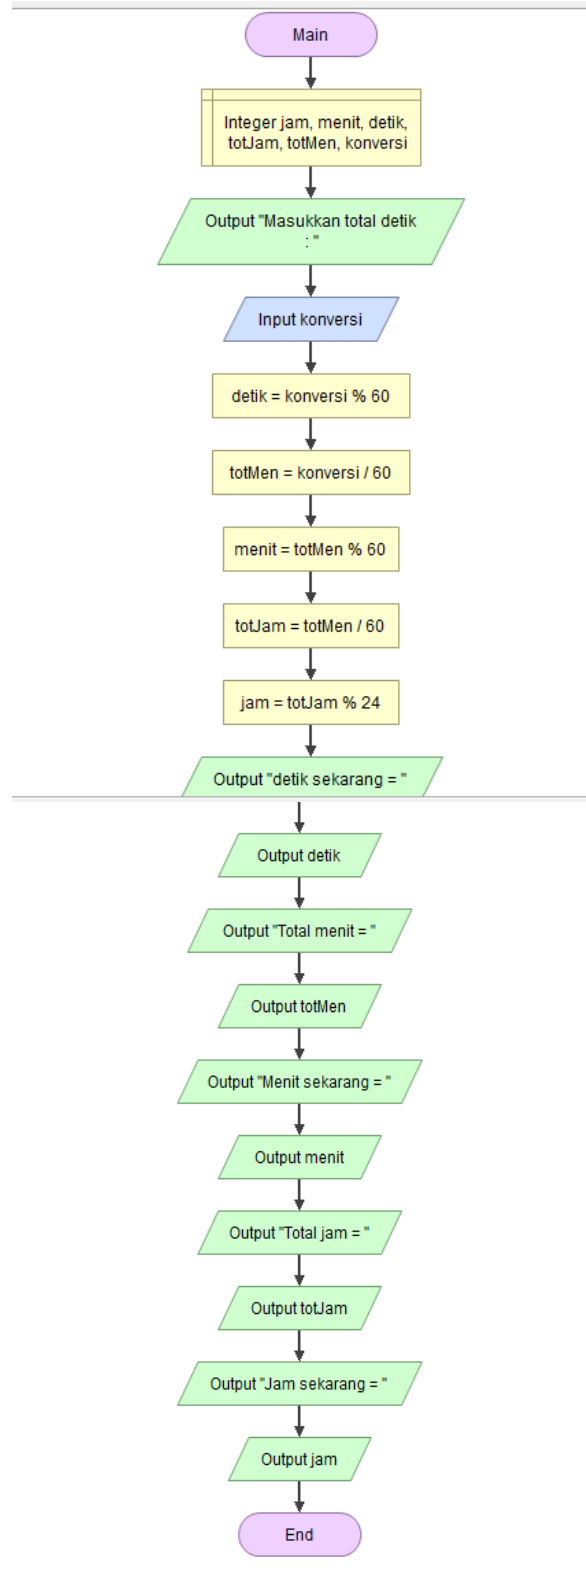 Main
Integer jam, menit, detik,
totJam, totMen, konversi
Output "Masukkan total detik
: "
Input konversi
detik = konversi % 60
totMen = konversi / 60
menit = totMen % 60
totJam = totMen / 60
jam = totJam % 24
Output "detik sekarang = "
Output detik
Output "Total menit = "
Output totMen
Output "Menit sekarang = "
Output menit
Output "Total jam = "
Output totJam
Output "Jam sekarang = "
Output jam
End